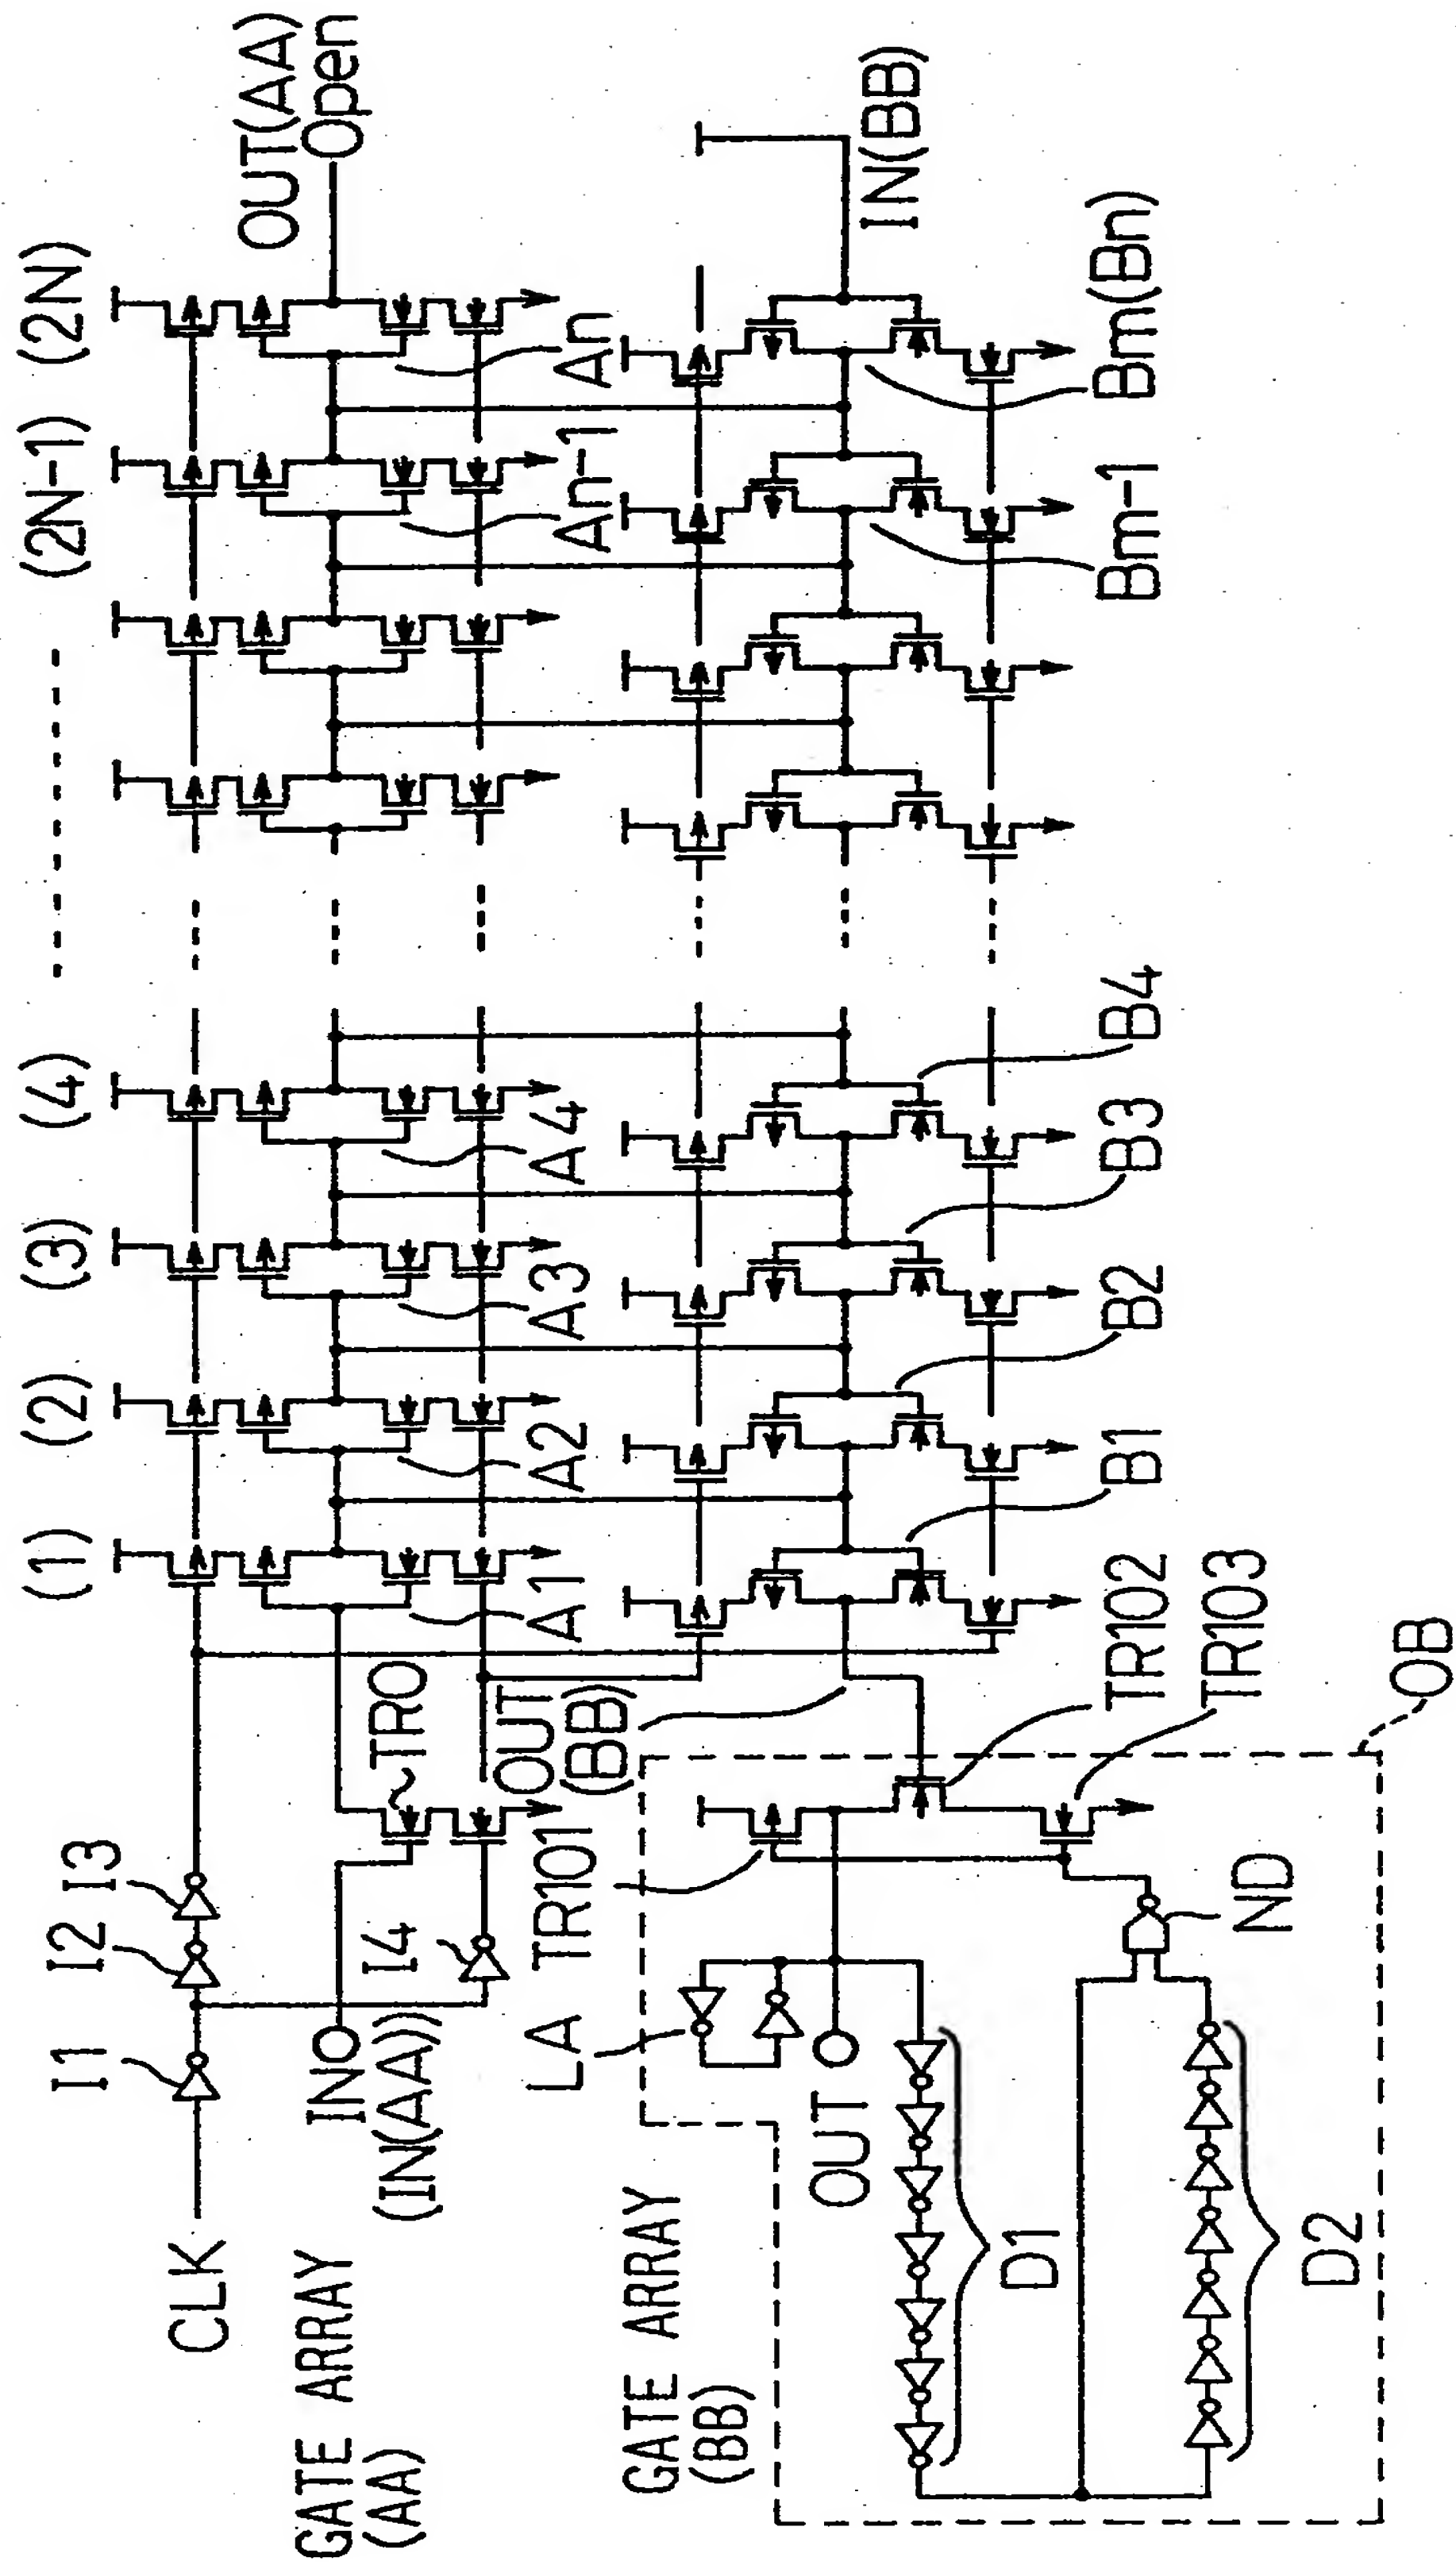 (1) (2) (3) (4) (2N-1) (2N)
I1 I2 I3
CLK
OUT(AA)
Open
IN
(IN(AA))
I4
TR0
A1 A2 A3 A4 An-1 An
GATE ARRAY
(AA)
OUT
(BB)
TR101
LA
IN(BB)
GATE ARRAY
(BB)
OUT
D1
B1 B2 B3 B4 Bm-1 Bm(Bn)
TR102
TR103
ND
D2
OB